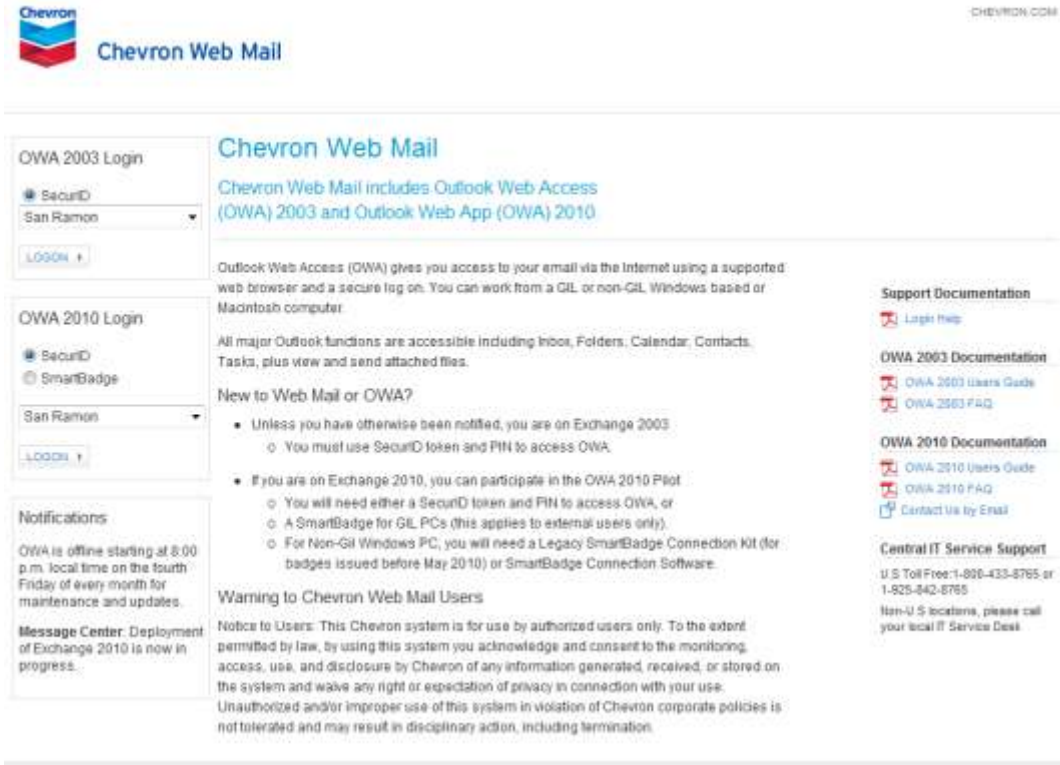 Chevron
CHEVRON.COM
Chevron Web Mail
OWA 2003 Login
SecurID
San Ramon
LOGON
OWA 2010 Login
SecurID
SmartBadge
San Ramon
LOGON
Notifications
OWA is offline starting at 8:00
p.m. local time on the fourth
Friday of every month for
maintenance and updates.
Message Center: Deployment
of Exchange 2010 is now in
progress.
Chevron Web Mail
Chevron Web Mail includes Outlook Web Access
(OWA) 2003 and Outlook Web App (OWA) 2010
Outlook Web Access (OWA) gives you access to your email via the Internet using a supported
web browser and a secure log on. You can work from a GIL or non-GIL Windows based or
Macintosh computer.
All major Outlook functions are accessible including Inbox, Folders, Calendar, Contacts,
Tasks, plus view and send attached files.
New to Web Mail or OWA?
Unless you have otherwise been notified, you are on Exchange 2003
You must use SecurID token and PIN to access OWA.
If you are on Exchange 2010, you can participate in the OWA 2010 Pilot
You will need either a SecurID token and PIN to access OWA, or
A SmartBadge for GIL PCs (this applies to external users only).
For Non-Gil Windows PC, you will need a Legacy SmartBadge Connection Kit (for
badges issued before May 2010) or SmartBadge Connection Software.
Warning to Chevron Web Mail Users
Notice to Users: This Chevron system is for use by authorized users only. To the extent
permitted by law, by using this system you acknowledge and consent to the monitoring,
access, use, and disclosure by Chevron of any information generated, received, or stored on
the system and waive any right or expectation of privacy in connection with your use.
Unauthorized and/or improper use of this system in violation of Chevron corporate policies is
not tolerated and may result in disciplinary action, including termination.
Support Documentation
Login Help
OWA 2003 Documentation
OWA 2003 Users Guide
OWA 2003 FAQ
OWA 2010 Documentation
OWA 2010 Users Guide
OWA 2010 FAQ
Contact Us by Email
Central IT Service Support
U.S Toll Free:1-800-433-8765 or
1-925-842-8765
Non-U S locations, please call
your local IT Service Desk